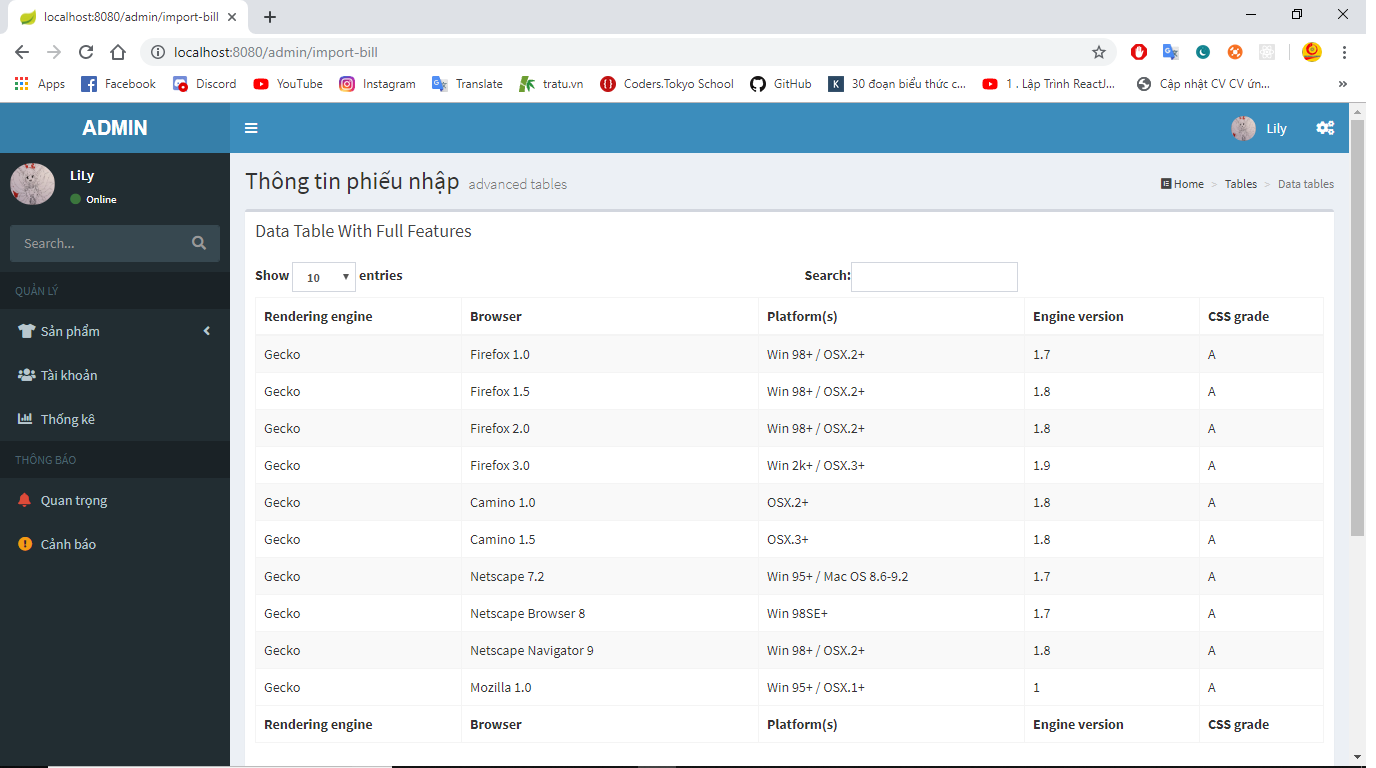 localhost:8080/admin/import-bill
localhost:8080/admin/import-bill
Apps Facebook Discord YouTube Instagram Translate tratu.vn Coders.Tokyo School GitHub K 30 đoạn biểu thức c... 1 . Lập Trình ReactJ... Cập nhật CV CV ứn... »
ADMIN
Lily
LiLy
Online
Search...
QUẢN LÝ
Sản phẩm
Tài khoản
Thống kê
THÔNG BÁO
Quan trọng
Cảnh báo
Thông tin phiếu nhập advanced tables
Home > Tables > Data tables
Data Table With Full Features
Show 10 entries Search:
Rendering engine Browser Platform(s) Engine version CSS grade
Gecko Firefox 1.0 Win 98+ / OSX.2+ 1.7 A
Gecko Firefox 1.5 Win 98+ / OSX.2+ 1.8 A
Gecko Firefox 2.0 Win 98+ / OSX.2+ 1.8 A
Gecko Firefox 3.0 Win 2k+ / OSX.3+ 1.9 A
Gecko Camino 1.0 OSX.2+ 1.8 A
Gecko Camino 1.5 OSX.3+ 1.8 A
Gecko Netscape 7.2 Win 95+ / Mac OS 8.6-9.2 1.7 A
Gecko Netscape Browser 8 Win 98SE+ 1.7 A
Gecko Netscape Navigator 9 Win 98+ / OSX.2+ 1.8 A
Gecko Mozilla 1.0 Win 95+ / OSX.1+ 1 A
Rendering engine Browser Platform(s) Engine version CSS grade